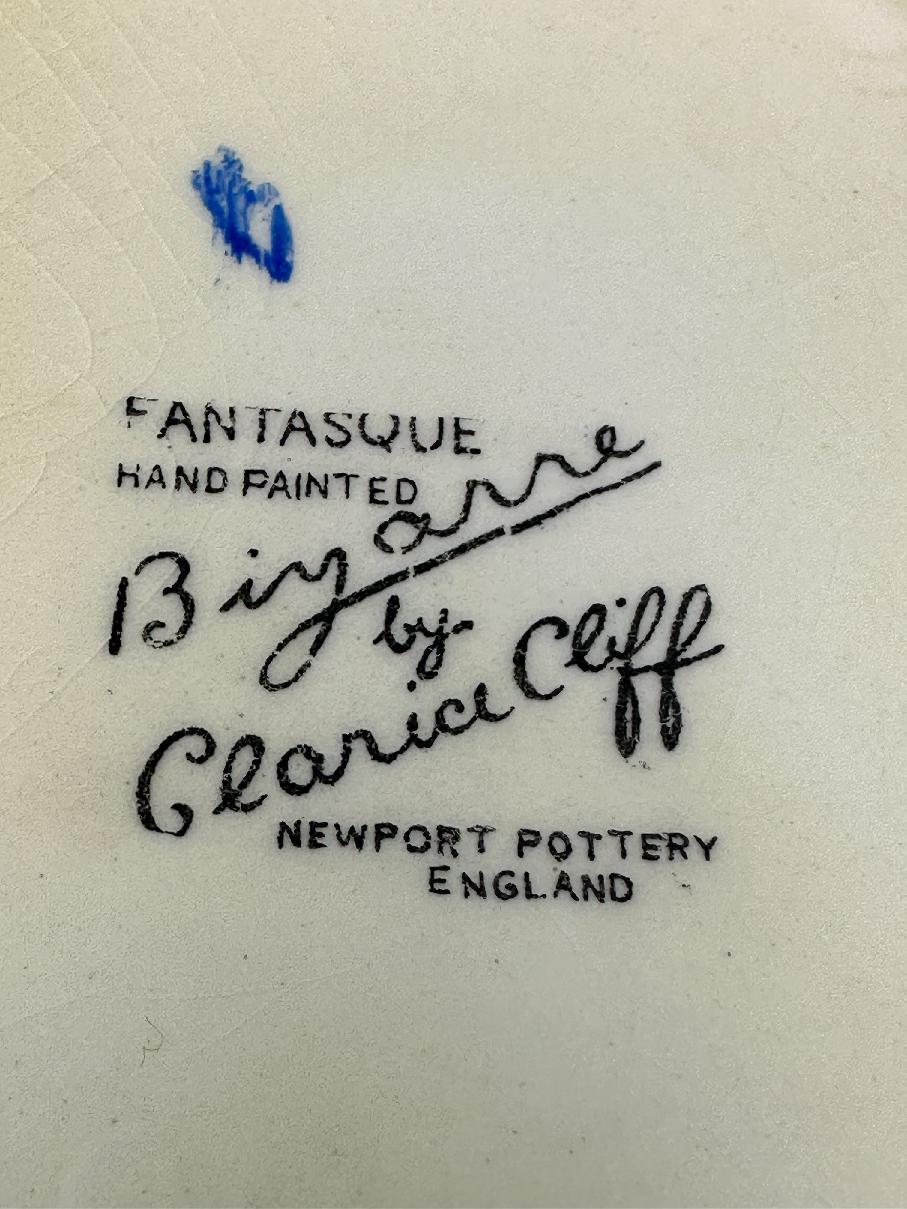 FANTASQUE
HAND PAINTED
Bizarre
by
Clarice Cliff
NEWPORT POTTERY
ENGLAND